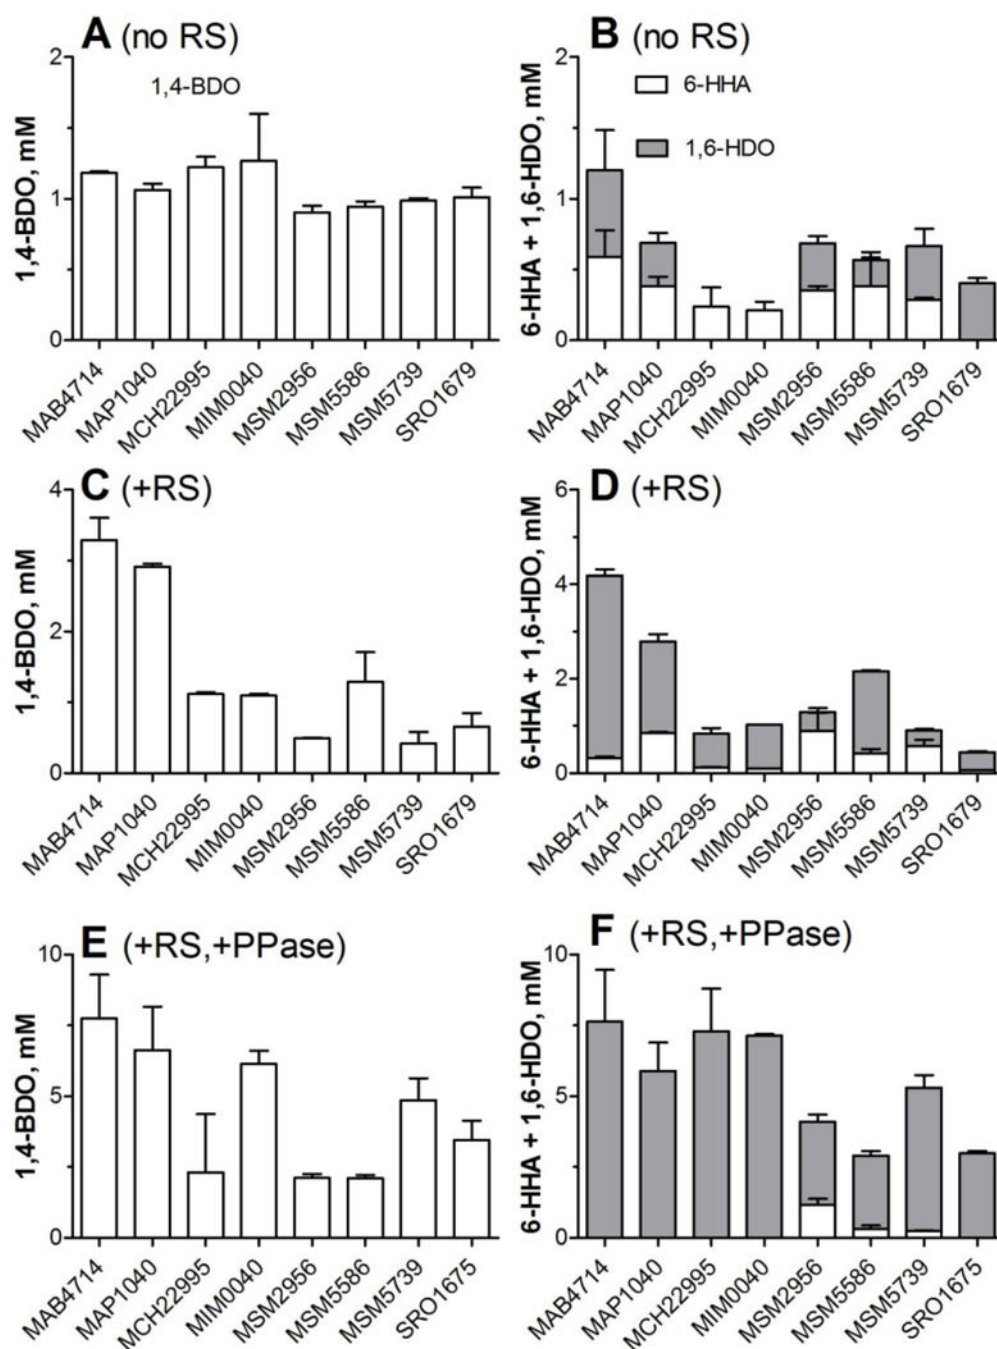 A (no RS)
1,4-BDO
1,4-BDO, mM
2
1
0
MAB4714
MAP1040
MCH22995
MIM0040
MSM2956
MSM5586
MSM5739
SRO1679
B (no RS)
6-HHA
1,6-HDO
6-HHA + 1,6-HDO, mM
2
1
0
MAB4714
MAP1040
MCH22995
MIM0040
MSM2956
MSM5586
MSM5739
SRO1679
C (+RS)
1,4-BDO, mM
4
2
0
MAB4714
MAP1040
MCH22995
MIM0040
MSM2956
MSM5586
MSM5739
SRO1679
D (+RS)
6-HHA + 1,6-HDO, mM
6
4
2
0
MAB4714
MAP1040
MCH22995
MIM0040
MSM2956
MSM5586
MSM5739
SRO1679
E (+RS,+PPase)
1,4-BDO, mM
10
5
0
MAB4714
MAP1040
MCH22995
MIM0040
MSM2956
MSM5586
MSM5739
SRO1675
F (+RS,+PPase)
6-HHA + 1,6-HDO, mM
10
5
0
MAB4714
MAP1040
MCH22995
MIM0040
MSM2956
MSM5586
MSM5739
SRO1675